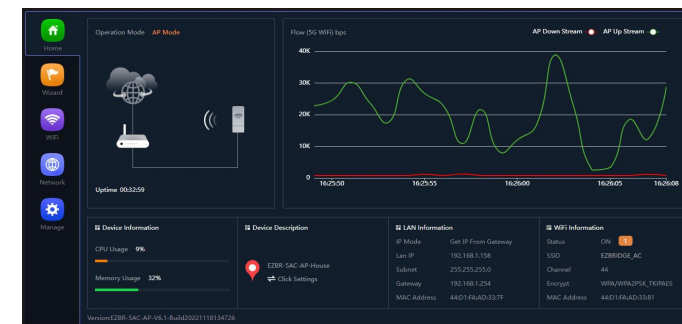 Home
Wizard
WiFi
Network
Manage
Operation Mode AP Mode
Uptime 00:32:59
Flow (5G WiFi) bps
AP Down Stream
AP Up Stream
40K
30K
20K
10K
0
16:25:50 16:25:55 16:26:00 16:26:05 16:26:08
Device Information
CPU Usage 9%
Memory Usage 32%
Device Description
EZBR-5AC-AP-House
Click Settings
LAN Information
IP Mode Get IP From Gateway
Lan IP 192.168.1.158
Subnet 255.255.255.0
Gateway 192.168.1.254
MAC Address 44:D1:FA:AD:33:7F
WiFi Information
Status ON 1
SSID EZBRIDGE_AC
Channel 44
Encrypt WPA/WPA2PSK_TKIPAES
MAC Address 44:D1:FA:AD:33:81
Version:EZBR-5AC-AP-V6.1-Build20221118134726